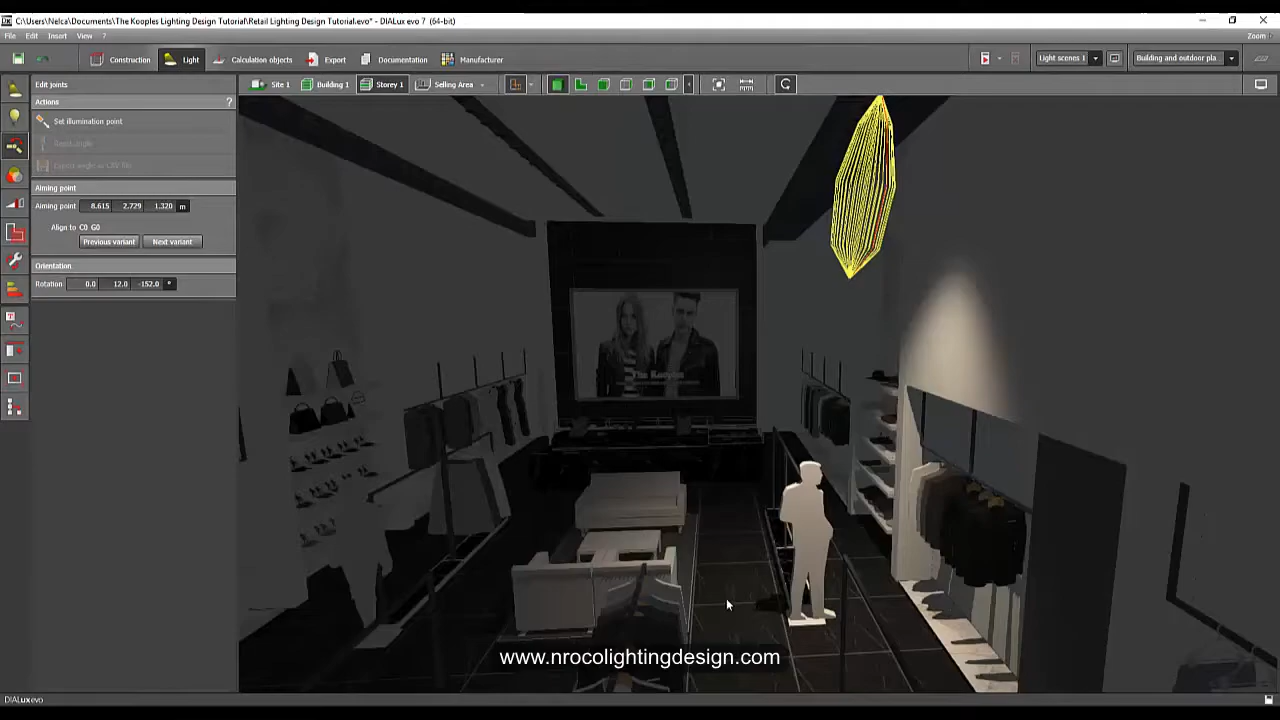 C:\Users\Nelca\Documents\The Kooples Lighting Design Tutorial\Retail Lighting Design Tutorial.evo* - DIALux evo 7 (64-bit)
File Edit Insert View ? Zoom
Construction Light Calculation objects Export Documentation Manufacturer Light scenes 1 Building and outdoor pla
Edit joints Site 1 Building 1 Storey 1 Selling Area
Actions ?
Set illumination point
Aiming point
Aiming point 8.615 2.729 1.320 m
Align to C0 G0
Previous variant Next variant
Orientation
Rotation 0.0 12.0 -152.0 °
The Kooples
www.nrocolightingdesign.com
DIALux evo